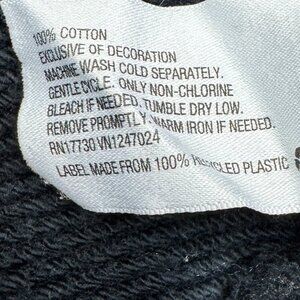 100% COTTON
EXCLUSIVE OF DECORATION
MACHINE WASH COLD SEPARATELY.
GENTLE CYCLE. ONLY NON-CHLORINE
BLEACH IF NEEDED. TUMBLE DRY LOW.
REMOVE PROMPTLY. WARM IRON IF NEEDED.
RN17730 VN1247024
LABEL MADE FROM 100% RECYCLED PLASTIC